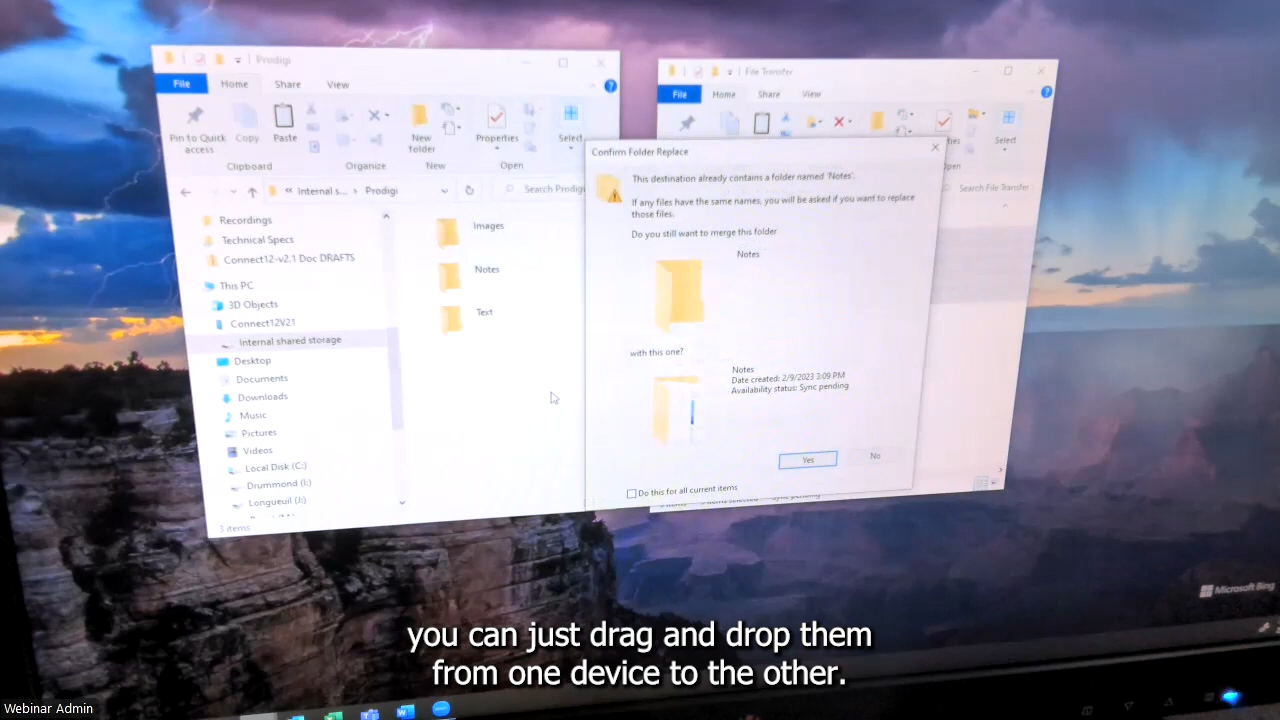 Prodigi
File Home Share View
Pin to Quick access
Copy
Paste
New folder
Properties
Select
Clipboard Organize New Open
« Internal s... › Prodigi
Search Prodigi
Recordings
Technical Specs
Connect12-v2.1 Doc DRAFTS
This PC
3D Objects
Connect12V21
Internal shared storage
Desktop
Documents
Downloads
Music
Pictures
Videos
Local Disk (C:)
Drummond (I:)
Longueuil (J:)
3 items
Images
Notes
Text
File Transfer
File Home Share View
Select
Search File Transfer
Confirm Folder Replace
This destination already contains a folder named 'Notes'.
If any files have the same names, you will be asked if you want to replace
those files.
Do you still want to merge this folder
Notes
with this one?
Notes
Date created: 2/9/2023 3:09 PM
Availability status: Sync pending
Yes No
Do this for all current items
Microsoft Bing
you can just drag and drop them
from one device to the other.
Webinar Admin